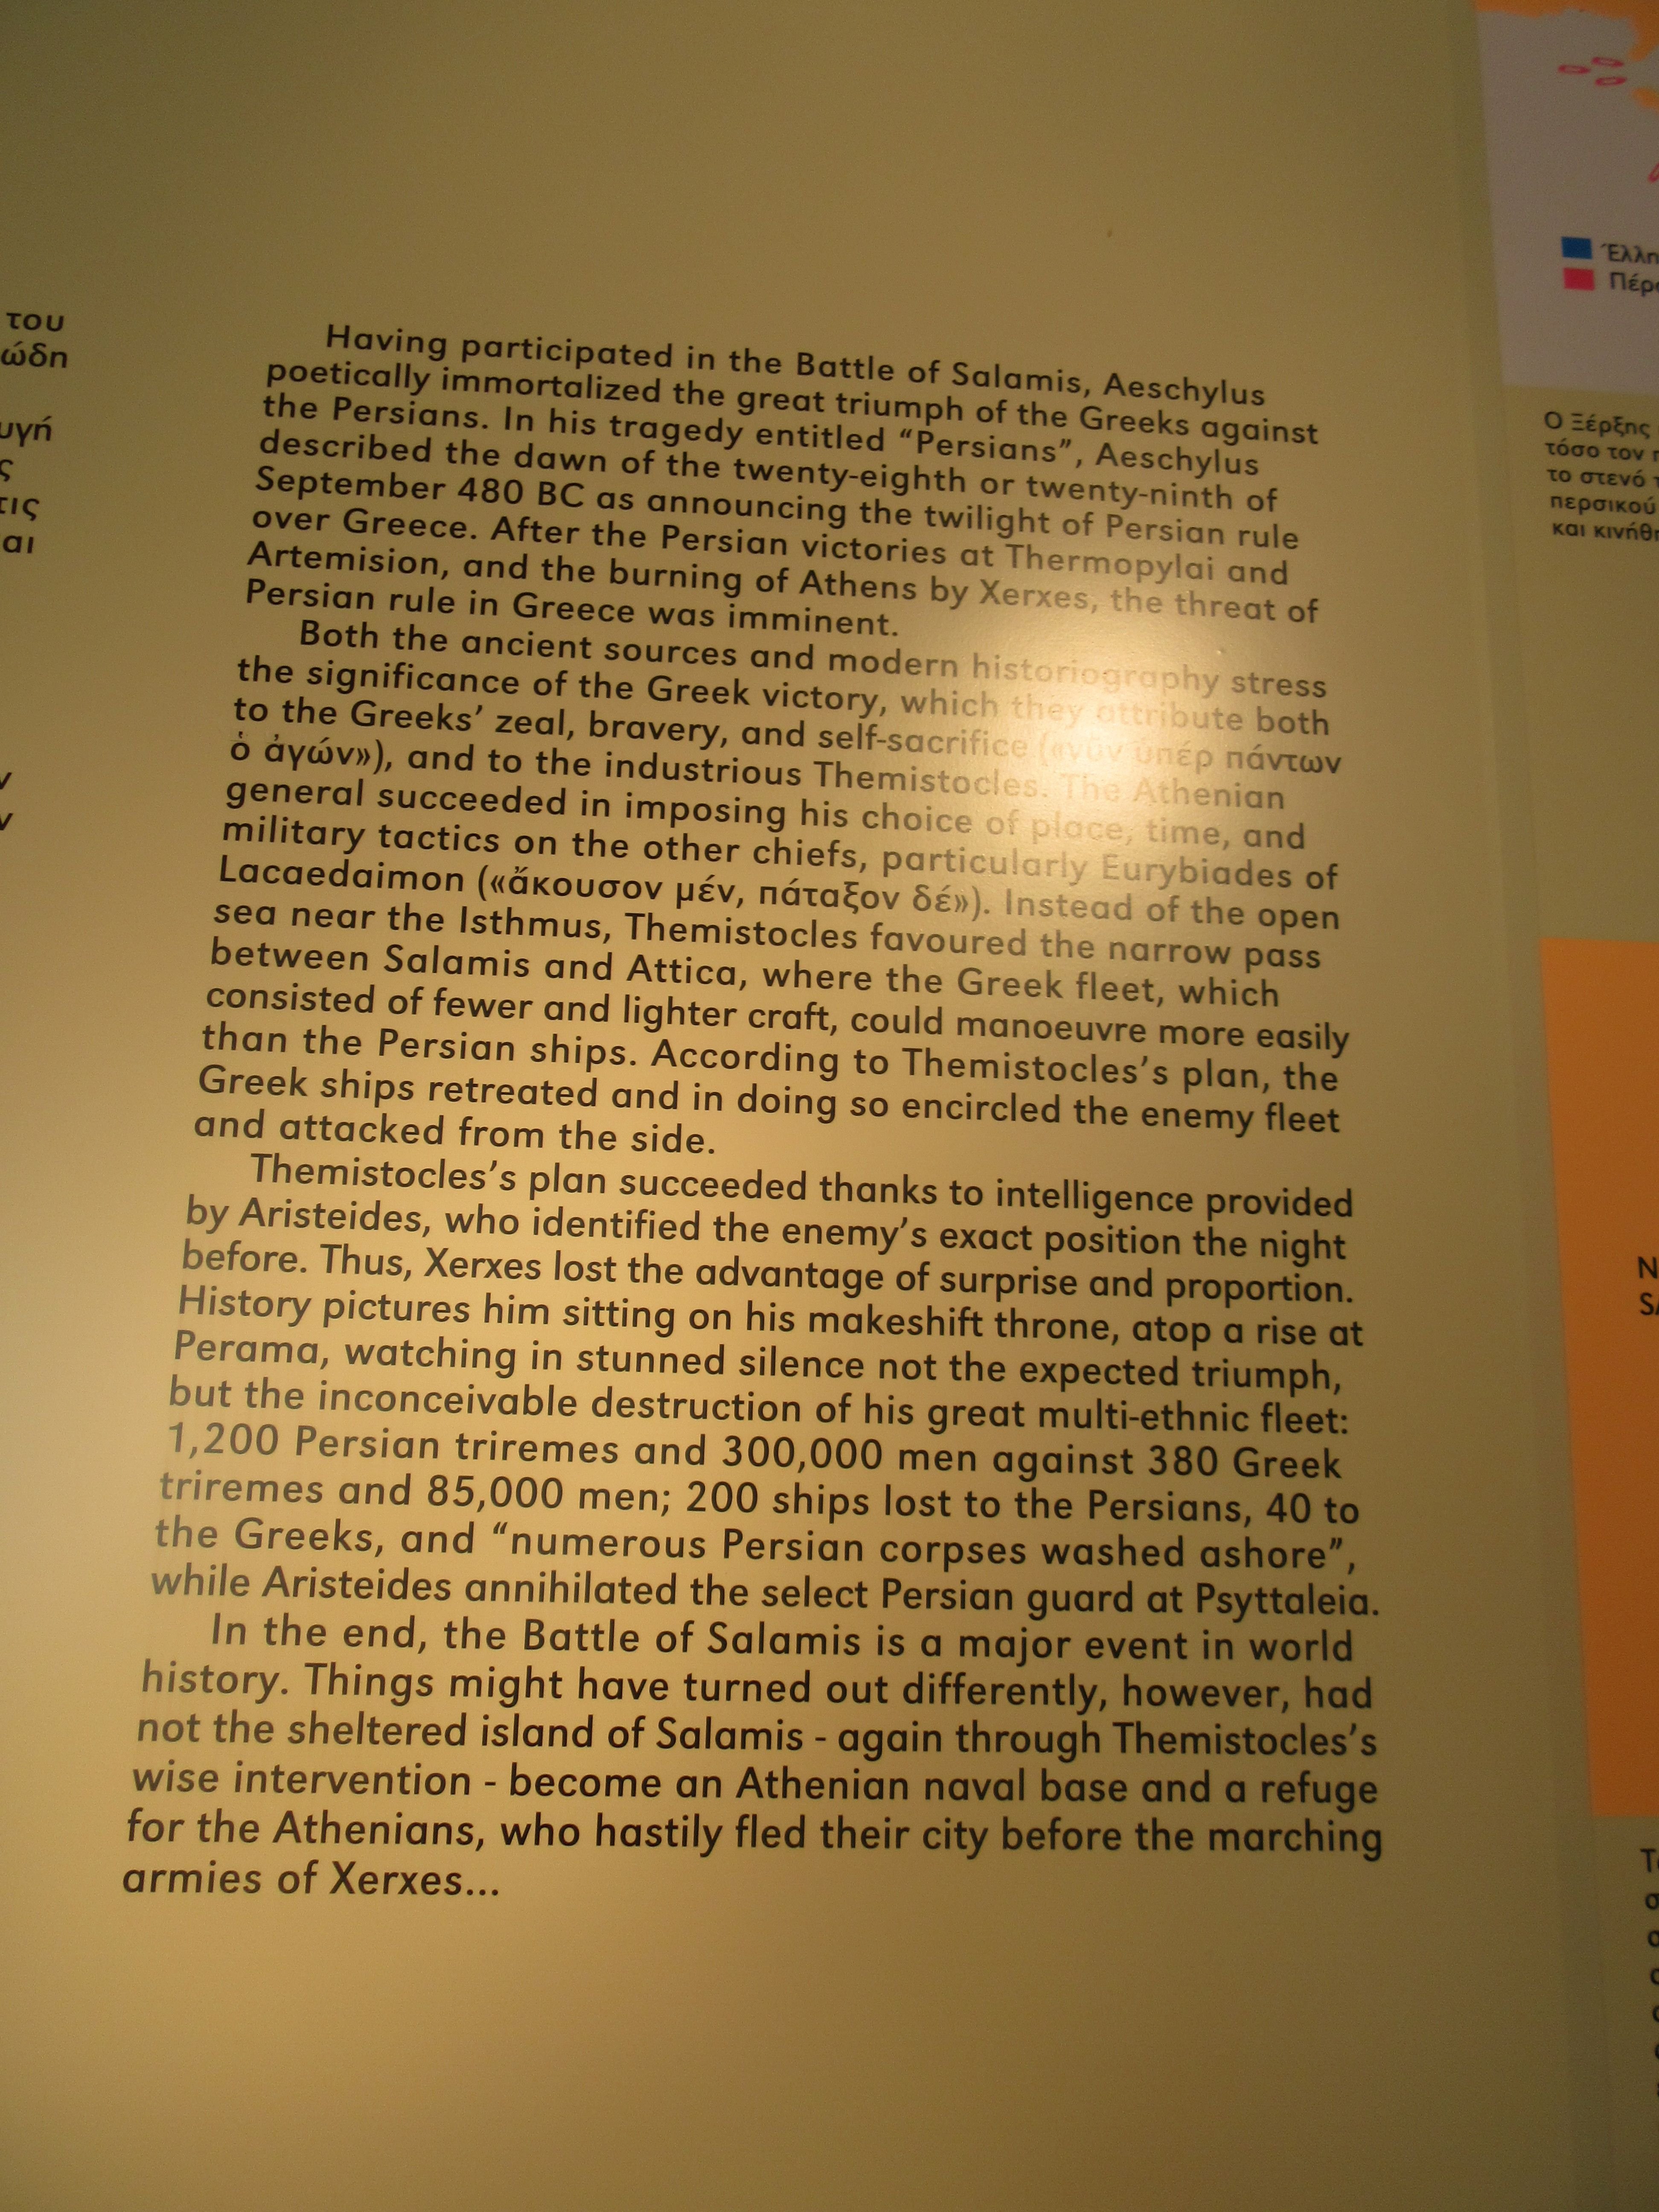 του
ώδη
υγή
ς
τις
αι
ν
ν
Having participated in the Battle of Salamis, Aeschylus
poetically immortalized the great triumph of the Greeks against
the Persians. In his tragedy entitled “Persians”, Aeschylus
described the dawn of the twenty-eighth or twenty-ninth of
September 480 BC as announcing the twilight of Persian rule
over Greece. After the Persian victories at Thermopylai and
Artemision, and the burning of Athens by Xerxes, the threat of
Persian rule in Greece was imminent.
Both the ancient sources and modern historiography stress
the significance of the Greek victory, which they attribute both
to the Greeks’ zeal, bravery, and self-sacrifice («νῦν ὑπέρ πάντων
ὁ ἀγών»), and to the industrious Themistocles. The Athenian
general succeeded in imposing his choice of place, time, and
military tactics on the other chiefs, particularly Eurybiades of
Lacaedaimon («ἄκουσον μέν, πάταξον δέ»). Instead of the open
sea near the Isthmus, Themistocles favoured the narrow pass
between Salamis and Attica, where the Greek fleet, which
consisted of fewer and lighter craft, could manoeuvre more easily
than the Persian ships. According to Themistocles’s plan, the
Greek ships retreated and in doing so encircled the enemy fleet
and attacked from the side.
Themistocles’s plan succeeded thanks to intelligence provided
by Aristeides, who identified the enemy’s exact position the night
before. Thus, Xerxes lost the advantage of surprise and proportion.
History pictures him sitting on his makeshift throne, atop a rise at
Perama, watching in stunned silence not the expected triumph,
but the inconceivable destruction of his great multi-ethnic fleet:
1,200 Persian triremes and 300,000 men against 380 Greek
triremes and 85,000 men; 200 ships lost to the Persians, 40 to
the Greeks, and “numerous Persian corpses washed ashore”,
while Aristeides annihilated the select Persian guard at Psyttaleia.
In the end, the Battle of Salamis is a major event in world
history. Things might have turned out differently, however, had
not the sheltered island of Salamis - again through Themistocles’s
wise intervention - become an Athenian naval base and a refuge
for the Athenians, who hastily fled their city before the marching
armies of Xerxes...
Έλλη
Πέρσ
Ο Ξέρξης
τόσο τον
το στενό τ
περσικού
και κινήθη
N